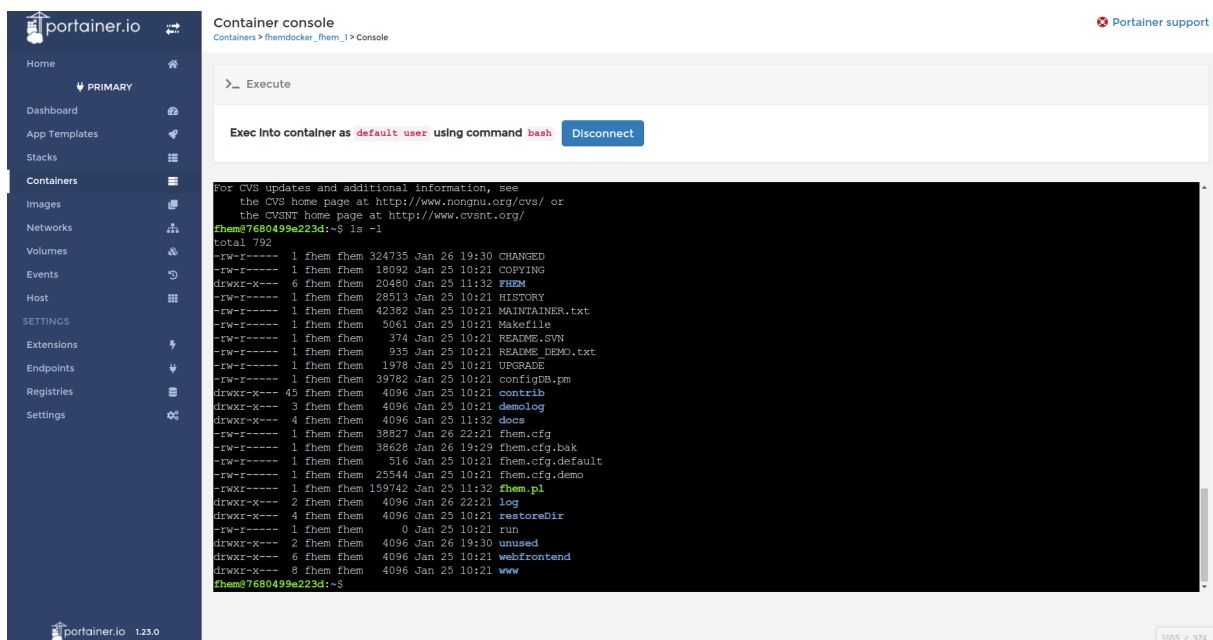 portainer.io
Home
PRIMARY
Dashboard
App Templates
Stacks
Containers
Images
Networks
Volumes
Events
Host
SETTINGS
Extensions
Endpoints
Registries
Settings
portainer.io 1.23.0
Container console
Portainer support
Containers > fhemdocker_fhem_1 > Console
>_ Execute
Exec into container as default user using command bash Disconnect
For CVS updates and additional information, see
the CVS home page at http://www.nongnu.org/cvs/ or
the CVSNT home page at http://www.cvsnt.org/
fhem@7680499e223d:~$ ls -l
total 792
-rw-r----- 1 fhem fhem 324735 Jan 26 19:30 CHANGED
-rw-r----- 1 fhem fhem 18092 Jan 25 10:21 COPYING
drwxr-x--- 6 fhem fhem 20480 Jan 25 11:32 FHEM
-rw-r----- 1 fhem fhem 28513 Jan 25 10:21 HISTORY
-rw-r----- 1 fhem fhem 42382 Jan 25 10:21 MAINTAINER.txt
-rw-r----- 1 fhem fhem 5061 Jan 25 10:21 Makefile
-rw-r----- 1 fhem fhem 374 Jan 25 10:21 README.SVN
-rw-r----- 1 fhem fhem 935 Jan 25 10:21 README_DEMO.txt
-rw-r----- 1 fhem fhem 1978 Jan 25 10:21 UPGRADE
-rw-r----- 1 fhem fhem 39782 Jan 25 10:21 configDB.pm
drwxr-x--- 45 fhem fhem 4096 Jan 25 10:21 contrib
drwxr-x--- 3 fhem fhem 4096 Jan 25 10:21 demolog
drwxr-x--- 4 fhem fhem 4096 Jan 25 11:32 docs
-rw-r----- 1 fhem fhem 38827 Jan 26 22:21 fhem.cfg
-rw-r----- 1 fhem fhem 38628 Jan 26 19:29 fhem.cfg.bak
-rw-r----- 1 fhem fhem 516 Jan 25 10:21 fhem.cfg.default
-rw-r----- 1 fhem fhem 25544 Jan 25 10:21 fhem.cfg.demo
-rwxr----- 1 fhem fhem 159742 Jan 25 11:32 fhem.pl
drwxr-x--- 2 fhem fhem 4096 Jan 26 22:21 log
drwxr-x--- 4 fhem fhem 4096 Jan 25 10:21 restoreDir
-rw-r----- 1 fhem fhem 0 Jan 25 10:21 run
drwxr-x--- 2 fhem fhem 4096 Jan 26 19:30 unused
drwxr-x--- 6 fhem fhem 4096 Jan 25 10:21 webfrontend
drwxr-x--- 8 fhem fhem 4096 Jan 25 10:21 www
fhem@7680499e223d:~$
1865 / 974